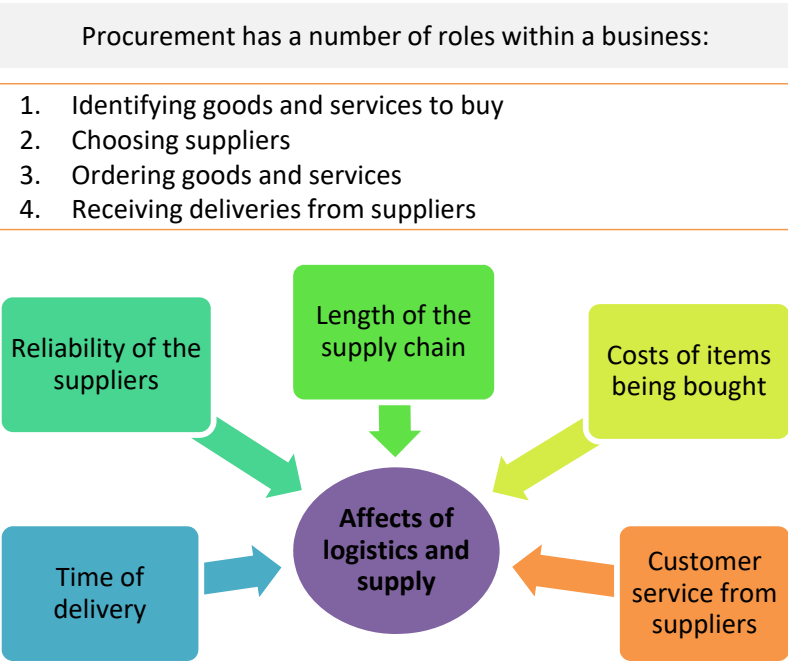 Procurement has a number of roles within a business:
1. Identifying goods and services to buy
2. Choosing suppliers
3. Ordering goods and services
4. Receiving deliveries from suppliers
Reliability of the
suppliers
Length of the
supply chain
Costs of items
being bought
Affects of
logistics and
supply
Time of
delivery
Customer
service from
suppliers